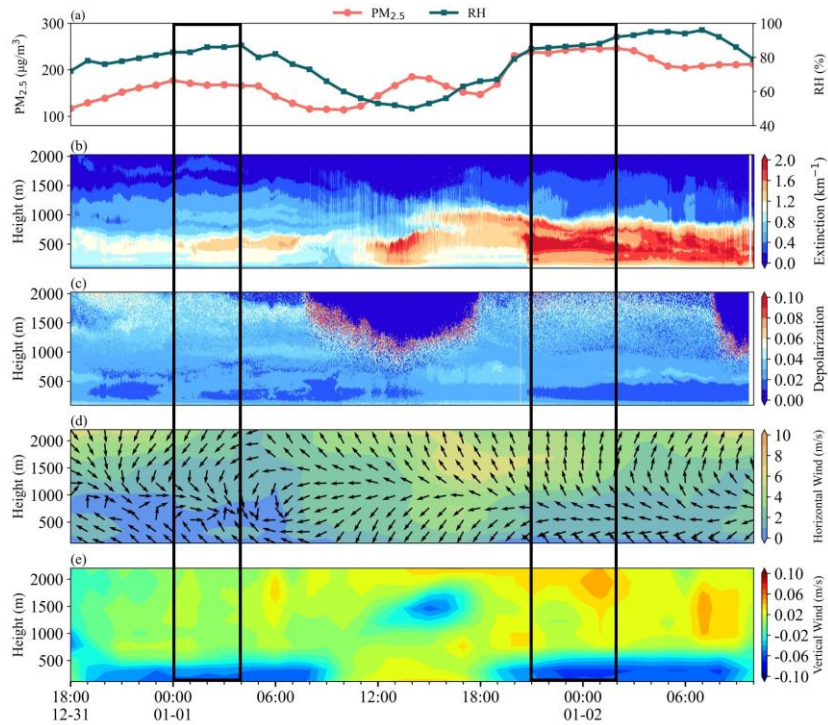 (a) PM2.5 RH
300 100
PM2.5 (μg/m3) RH (%)
200 80
60
100 40
(b)
2000 2.0
1500 1.6
1000 1.2
500 0.8
0.4
0.0
Height (m) Extinction (km−1)
(c)
2000 0.10
1500 0.08
1000 0.06
500 0.04
0.02
0.00
Height (m) Depolarization
(d)
2000 10
1500 8
1000 6
500 4
2
0
Height (m) Horizontal Wind (m/s)
(e)
2000 0.10
1500 0.05
1000 0.00
500 -0.05
-0.10
Height (m) Vertical Wind (m/s)
18:00 00:00 06:00 12:00 18:00 00:00 06:00
12-31 01-01 01-02